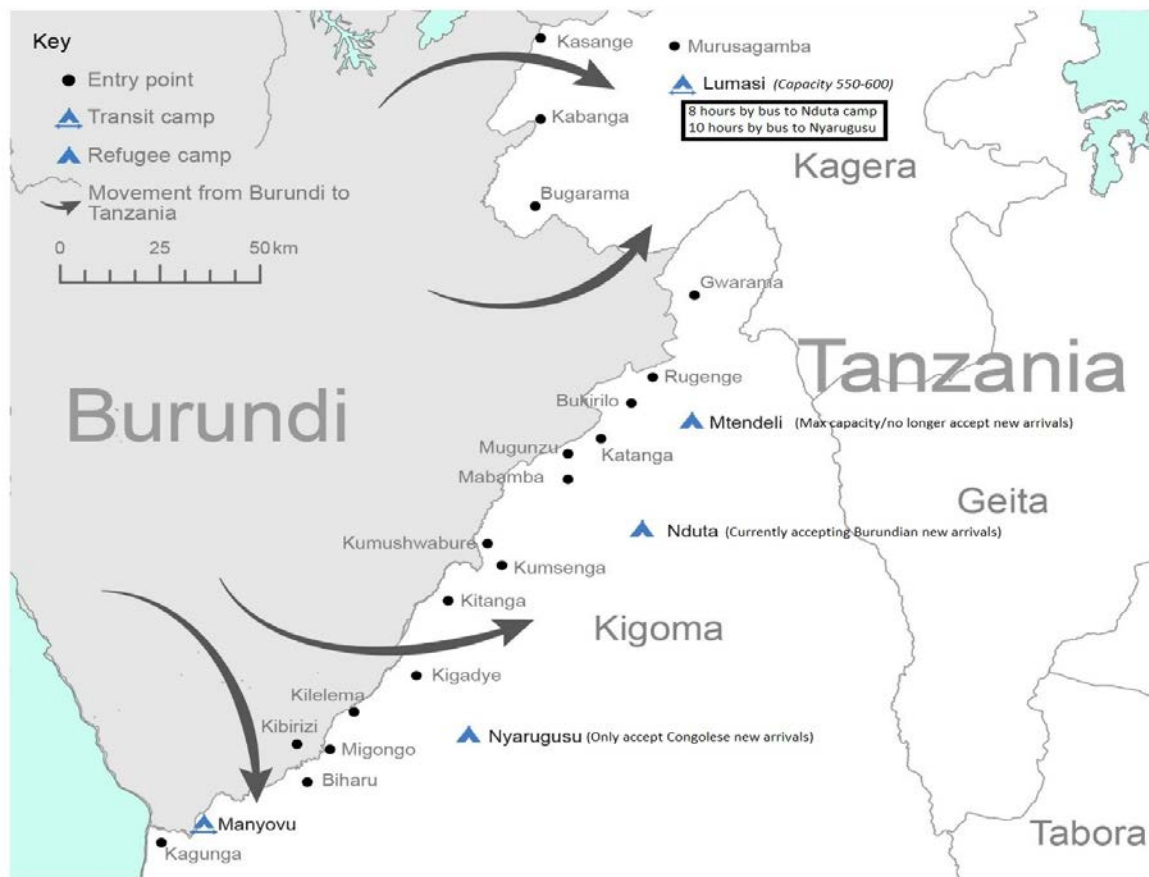 Key
Entry point
Transit camp
Refugee camp
Movement from Burundi to
Tanzania
0 25 50 km
Kasange
Murusagamba
Lumasi (Capacity 550-600)
8 hours by bus to Nduta camp
10 hours by bus to Nyarugusu
Kabanga
Kagera
Bugarama
Gwarama
Tanzania
Burundi
Rugenge
Bukirilo
Mtendeli (Max capacity/no longer accept new arrivals)
Mugunzu
Katanga
Mabamba
Geita
Nduta (Currently accepting Burundian new arrivals)
Kumushwabure
Kumsenga
Kitanga
Kigoma
Kigadye
Kilelema
Kibirizi
Nyarugusu (Only accept Congolese new arrivals)
Migongo
Biharu
Manyovu
Kagunga
Tabora